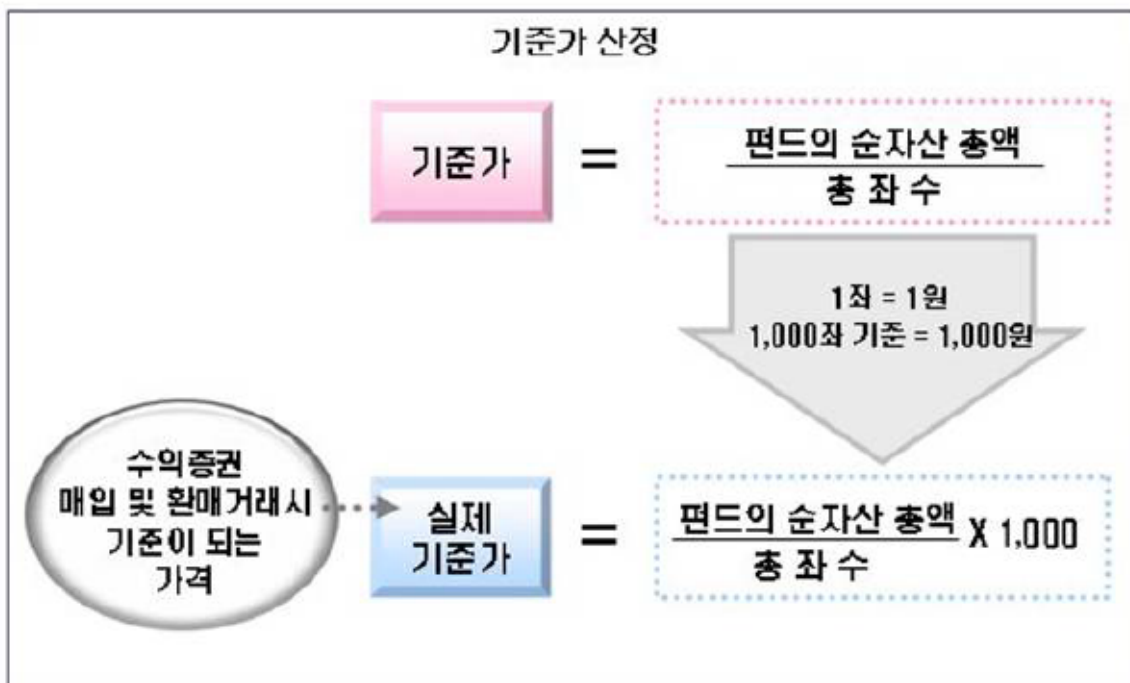 기준가 산정
기준가
=
펀드의 순자산 총액
총 좌 수
1좌 = 1원
1,000좌 기준 = 1,000원
수익증권
매입 및 환매거래시
기준이 되는
가격
실제
기준가
=
펀드의 순자산 총액 X 1,000
총 좌 수